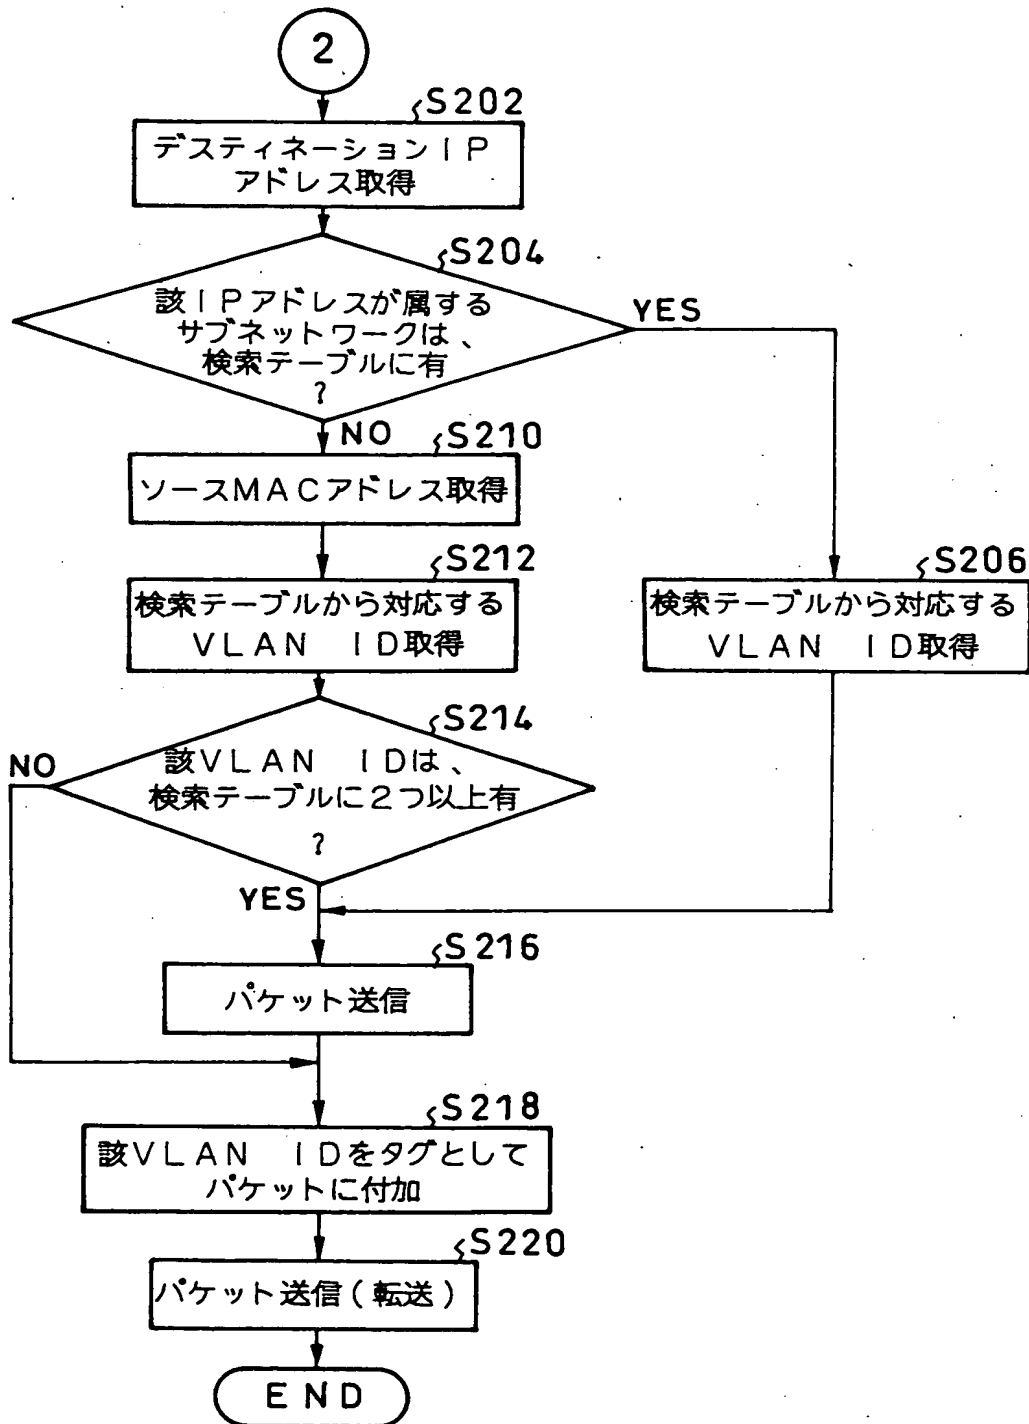 2
S202
デスティネーションIP
アドレス取得
S204
該IPアドレスが属する
サブネットワークは、
検索テーブルに有
?
YES
NO
S210
ソースMACアドレス取得
S212
検索テーブルから対応する
VLAN ID取得
S206
検索テーブルから対応する
VLAN ID取得
S214
該VLAN IDは、
検索テーブルに2つ以上有
?
NO
YES
S216
パケット送信
S218
該VLAN IDをタグとして
パケットに付加
S220
パケット送信(転送)
END